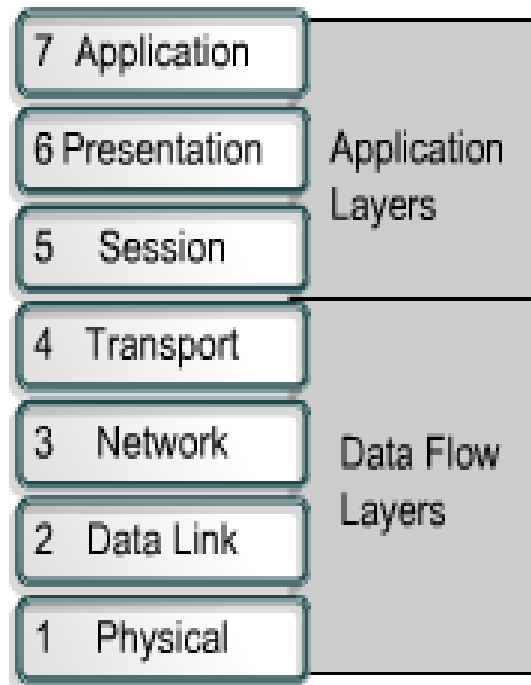 7 Application
6 Presentation
5 Session
4 Transport
3 Network
2 Data Link
1 Physical
Application
Layers
Data Flow
Layers